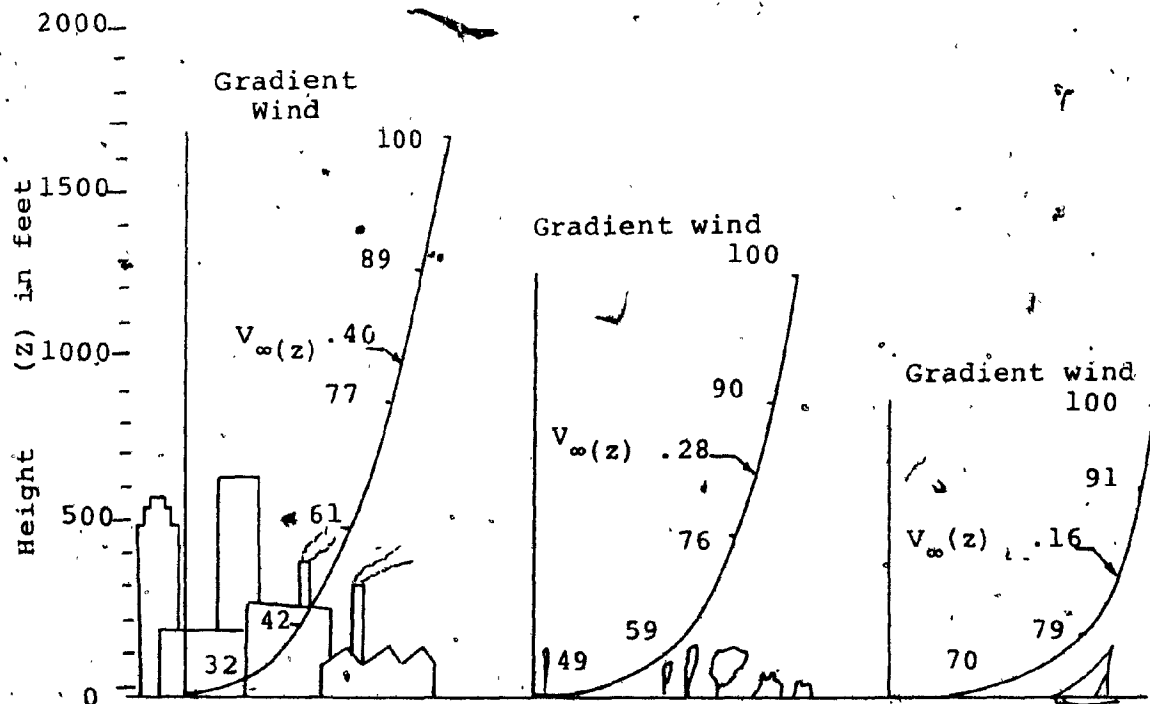 Height (Z) in feet
2000
1500
1000
500
0
Gradient
Wind
100
89
V∞(z) .40
77
61
42
32
Gradient wind
100
90
V∞(z) .28
76
59
49
Gradient wind
100
91
V∞(z) .16
79
70